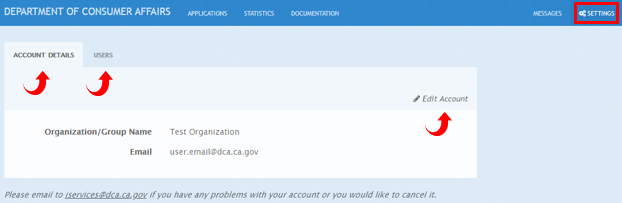 DEPARTMENT OF CONSUMER AFFAIRS APPLICATIONS STATISTICS DOCUMENTATION MESSAGES SETTINGS
ACCOUNT DETAILS USERS
Edit Account
Organization/Group Name Test Organization
Email user.email@dca.ca.gov
Please email to iservices@dca.ca.gov if you have any problems with your account or you would like to cancel it.